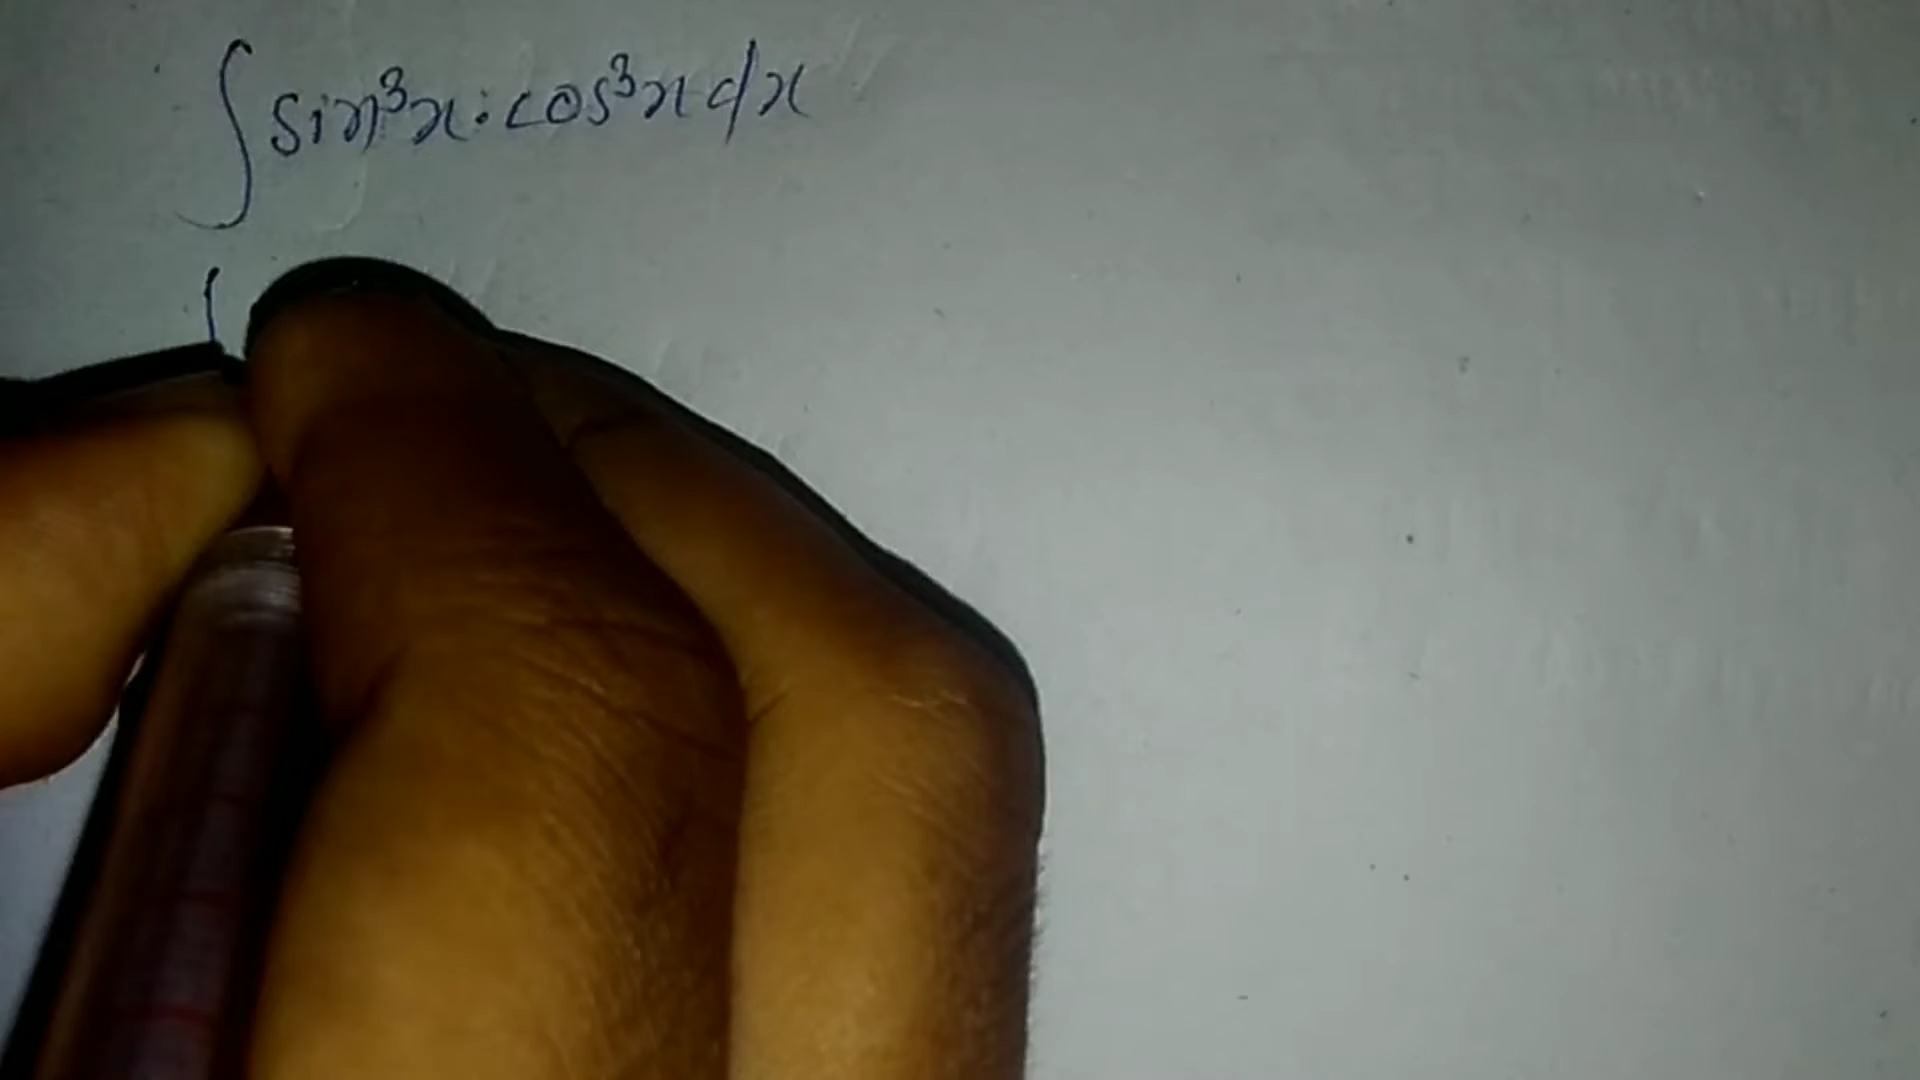 ∫ sin³x · cos³x dx
∫